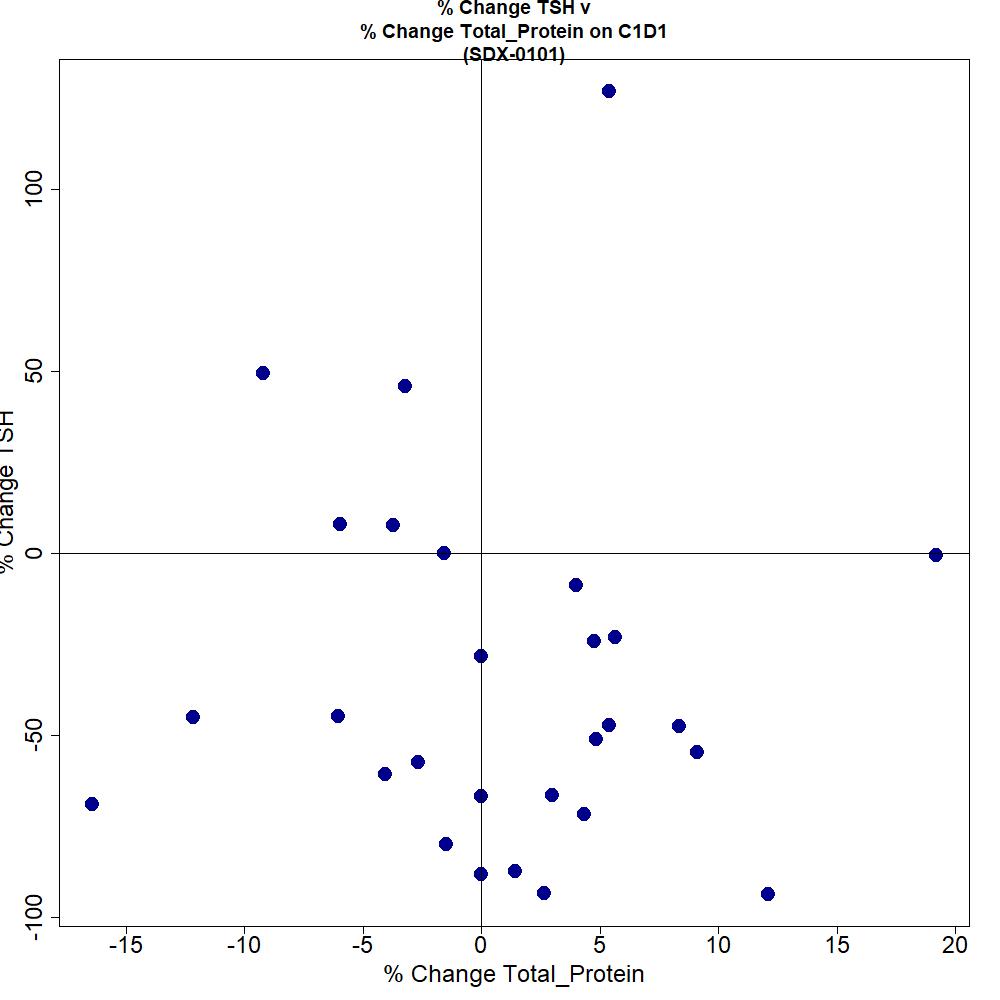 % Change TSH v
% Change Total_Protein on C1D1
(SDX-0101)
% Change TSH
100
50
0
-50
-100
-15
-10
-5
0
5
10
15
20
% Change Total_Protein